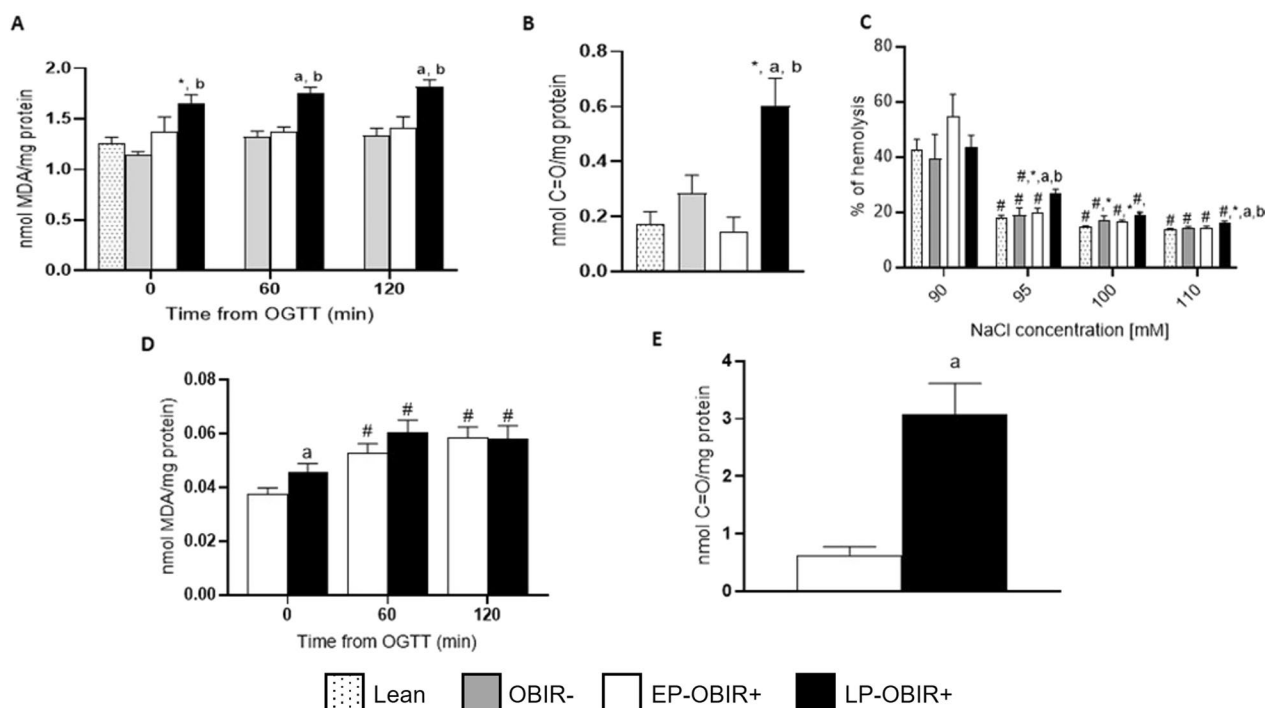 A
nmol MDA/mg protein
2.0
1.5
1.0
0.5
0.0
*, b
a, b
a, b
0
60
120
Time from OGTT (min)
B
nmol C=O/mg protein
0.8
0.6
0.4
0.2
0.0
*, a, b
C
% of hemolysis
80
60
40
20
0
#,*,a,b
# # #
#,* #,* #,
#
# # # #,*,a,b
90
95
100
110
NaCl concentration [mM]
D
nmol MDA/mg protein)
0.08
0.06
0.04
0.02
0.00
a
# #
# #
0
60
120
Time from OGTT (min)
E
nmol C=O/mg protein
4
3
2
1
0
a
Lean OBIR- EP-OBIR+ LP-OBIR+